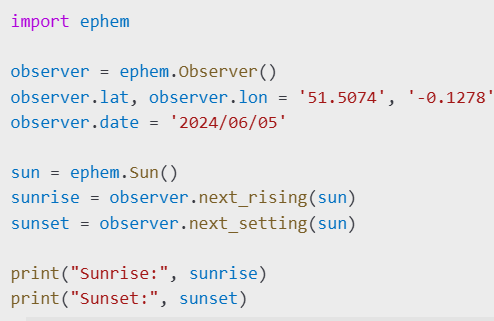 import ephem
observer = ephem.Observer()
observer.lat, observer.lon = '51.5074', '-0.1278'
observer.date = '2024/06/05'
sun = ephem.Sun()
sunrise = observer.next_rising(sun)
sunset = observer.next_setting(sun)
print("Sunrise:", sunrise)
print("Sunset:", sunset)